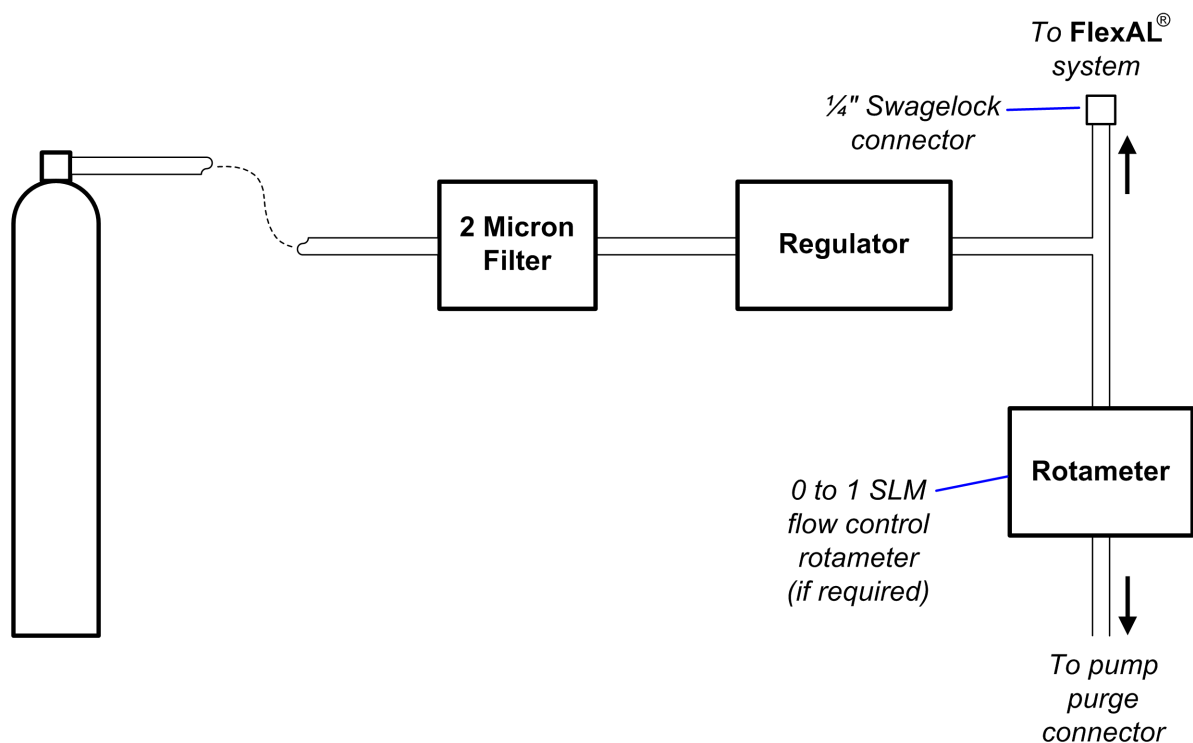 To FlexAL®
system
¼" Swagelock
connector
2 Micron
Filter
Regulator
Rotameter
0 to 1 SLM
flow control
rotameter
(if required)
To pump
purge
connector